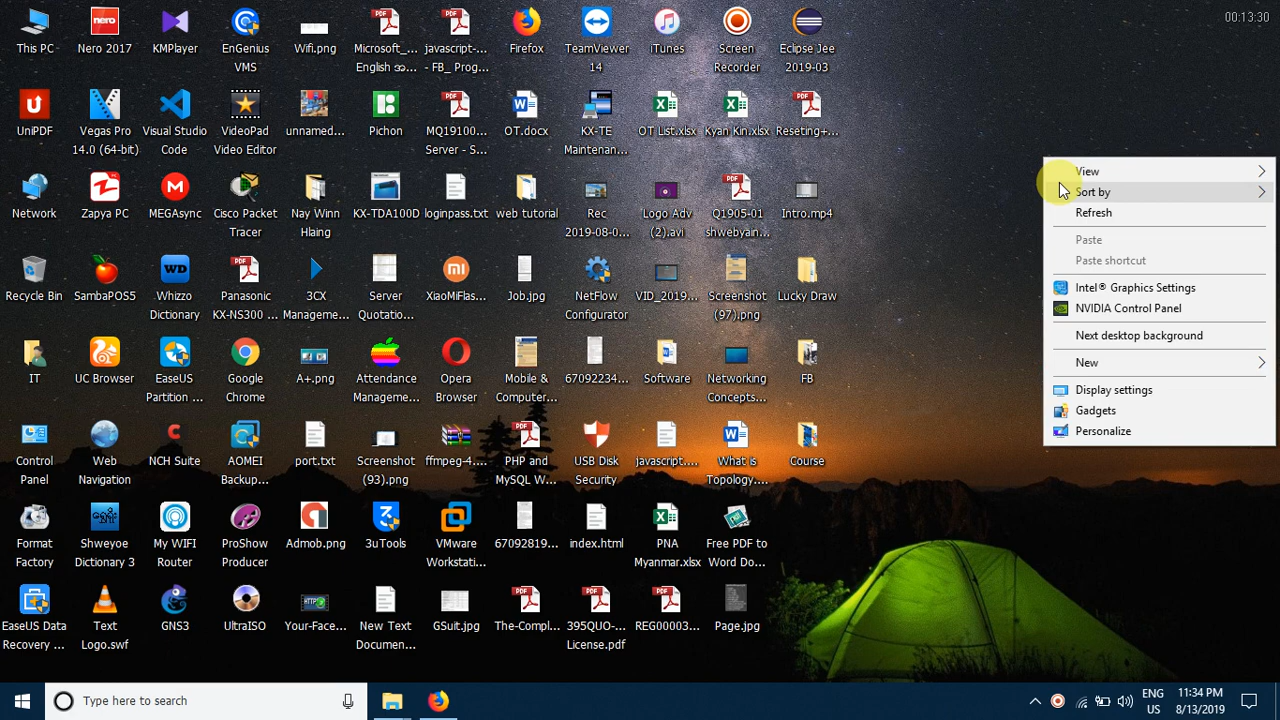 00:13:30
This PC
Nero 2017
KMPlayer
EnGenius
VMS
Wifi.png
Microsoft_...
English အ...
javascript-...
- FB_ Prog...
Firefox
TeamViewer
14
iTunes
Screen
Recorder
Eclipse Jee
2019-03
UniPDF
Vegas Pro
14.0 (64-bit)
Visual Studio
Code
VideoPad
Video Editor
unnamed...
Pichon
MQ19100...
Server - S...
OT.docx
KX-TE
Maintenan...
OT List.xlsx
Kyan Kin.xlsx
Reseting+...
Network
Zapya PC
MEGAsync
Cisco Packet
Tracer
Nay Winn
Hlaing
KX-TDA100D
loginpass.txt
web tutorial
Rec
2019-08-0...
Logo Adv
(2).avi
Q1905-01
shwebyain...
Intro.mp4
Recycle Bin
SambaPOS5
Whizzo
Dictionary
Panasonic
KX-NS300 ...
3CX
Manageme...
Server
Quotatio...
XiaoMiFlas...
Job.jpg
NetFlow
Configurator
VID_2019...
Screenshot
(97).png
Lucky Draw
IT
UC Browser
EaseUS
Partition ...
Google
Chrome
A+.png
Attendance
Manageme...
Opera
Browser
Mobile &
Computer...
67092234...
Software
Networking
Concepts...
FB
Control
Panel
Web
Navigation
NCH Suite
AOMEI
Backup...
port.txt
Screenshot
(93).png
ffmpeg-4....
PHP and
MySQL W...
USB Disk
Security
javascript....
What is
Topology....
Course
Format
Factory
Shweyoe
Dictionary 3
My WIFI
Router
ProShow
Producer
Admob.png
3uTools
VMware
Workstati...
67092819...
index.html
PNA
Myanmar.xlsx
Free PDF to
Word Do...
EaseUS Data
Recovery ...
Text
Logo.swf
GNS3
UltraISO
Your-Face...
New Text
Documen...
GSuit.jpg
The-Compl...
395QUO-...
License.pdf
REG00003...
Page.jpg
View
Sort by
Refresh
Paste
Paste shortcut
Intel® Graphics Settings
NVIDIA Control Panel
Next desktop background
New
Display settings
Gadgets
Personalize
Type here to search
ENG
US
11:34 PM
8/13/2019